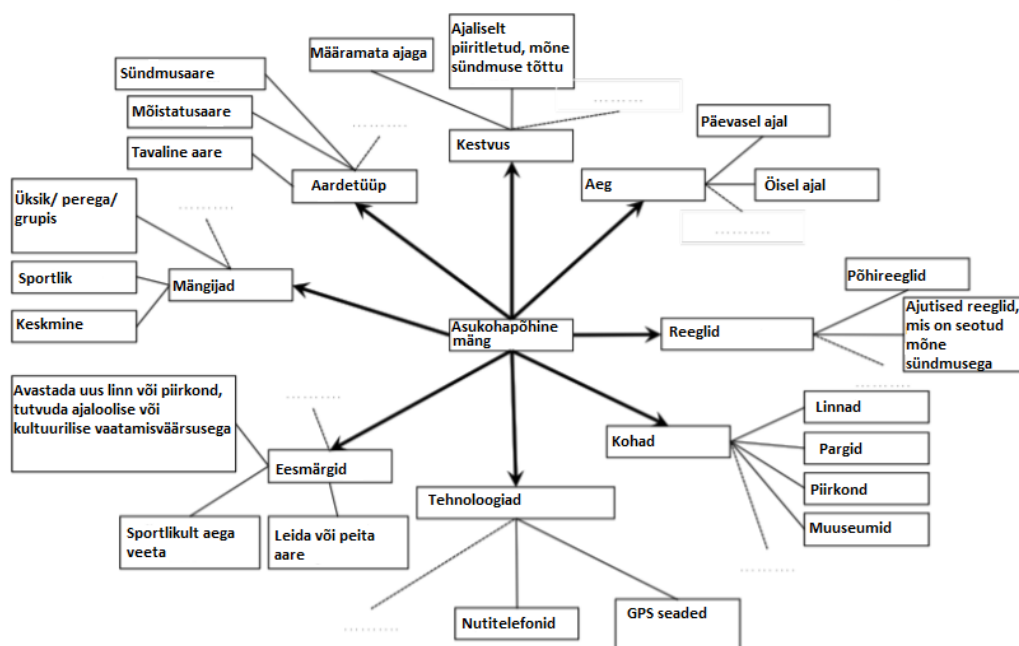 Ajaliselt
piiritletud, mõne
sündmuse tõttu
Määramata ajaga
..........
Kestvus
Sündmusaare
Mõistatusaare
Tavaline aare
..........
Aardetüüp
Päevasel ajal
Öisel ajal
..........
Aeg
Üksik/ perega/
grupis
Sportlik
Keskmine
..........
Mängijad
Asukohapõhine
mäng
Reeglid
Põhireeglid
Ajutised reeglid,
mis on seotud
mõne
sündmusega
..........
Avastada uus linn või piirkond,
tutvuda ajaloolise või
kultuurilise vaatamisväärsusega
..........
Eesmärgid
Sportlikult aega
veeta
Leida või peita
aare
Kohad
Linnad
Pargid
Piirkond
Muuseumid
..........
Tehnoloogiad
..........
Nutitelefonid
GPS seaded